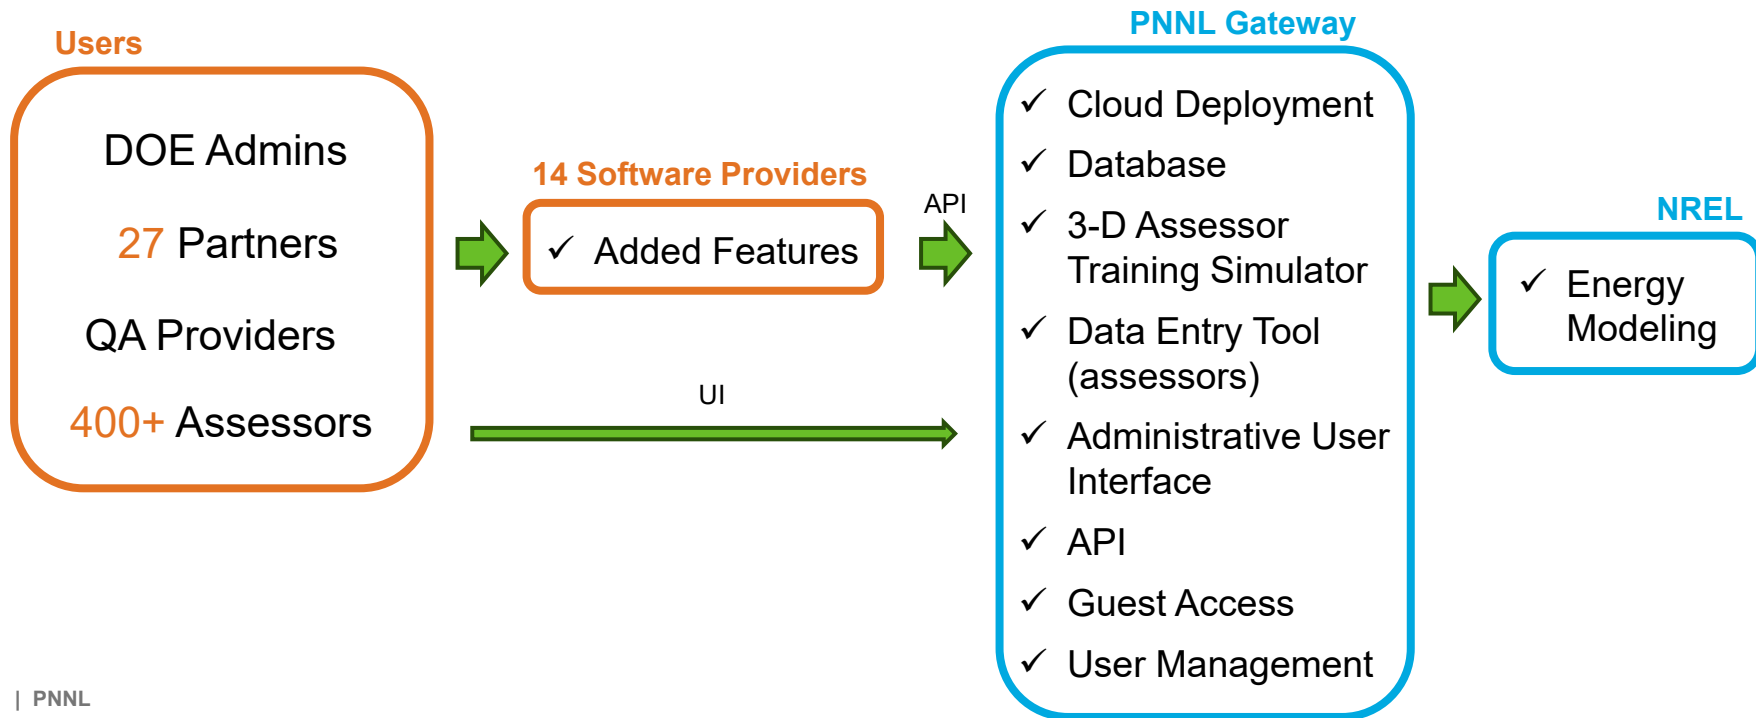 Users
DOE Admins
27 Partners
QA Providers
400+ Assessors
14 Software Providers
✓ Added Features
API
UI
PNNL Gateway
✓ Cloud Deployment
✓ Database
✓ 3-D Assessor
Training Simulator
✓ Data Entry Tool
(assessors)
✓ Administrative User
Interface
✓ API
✓ Guest Access
✓ User Management
NREL
✓ Energy
Modeling
| PNNL